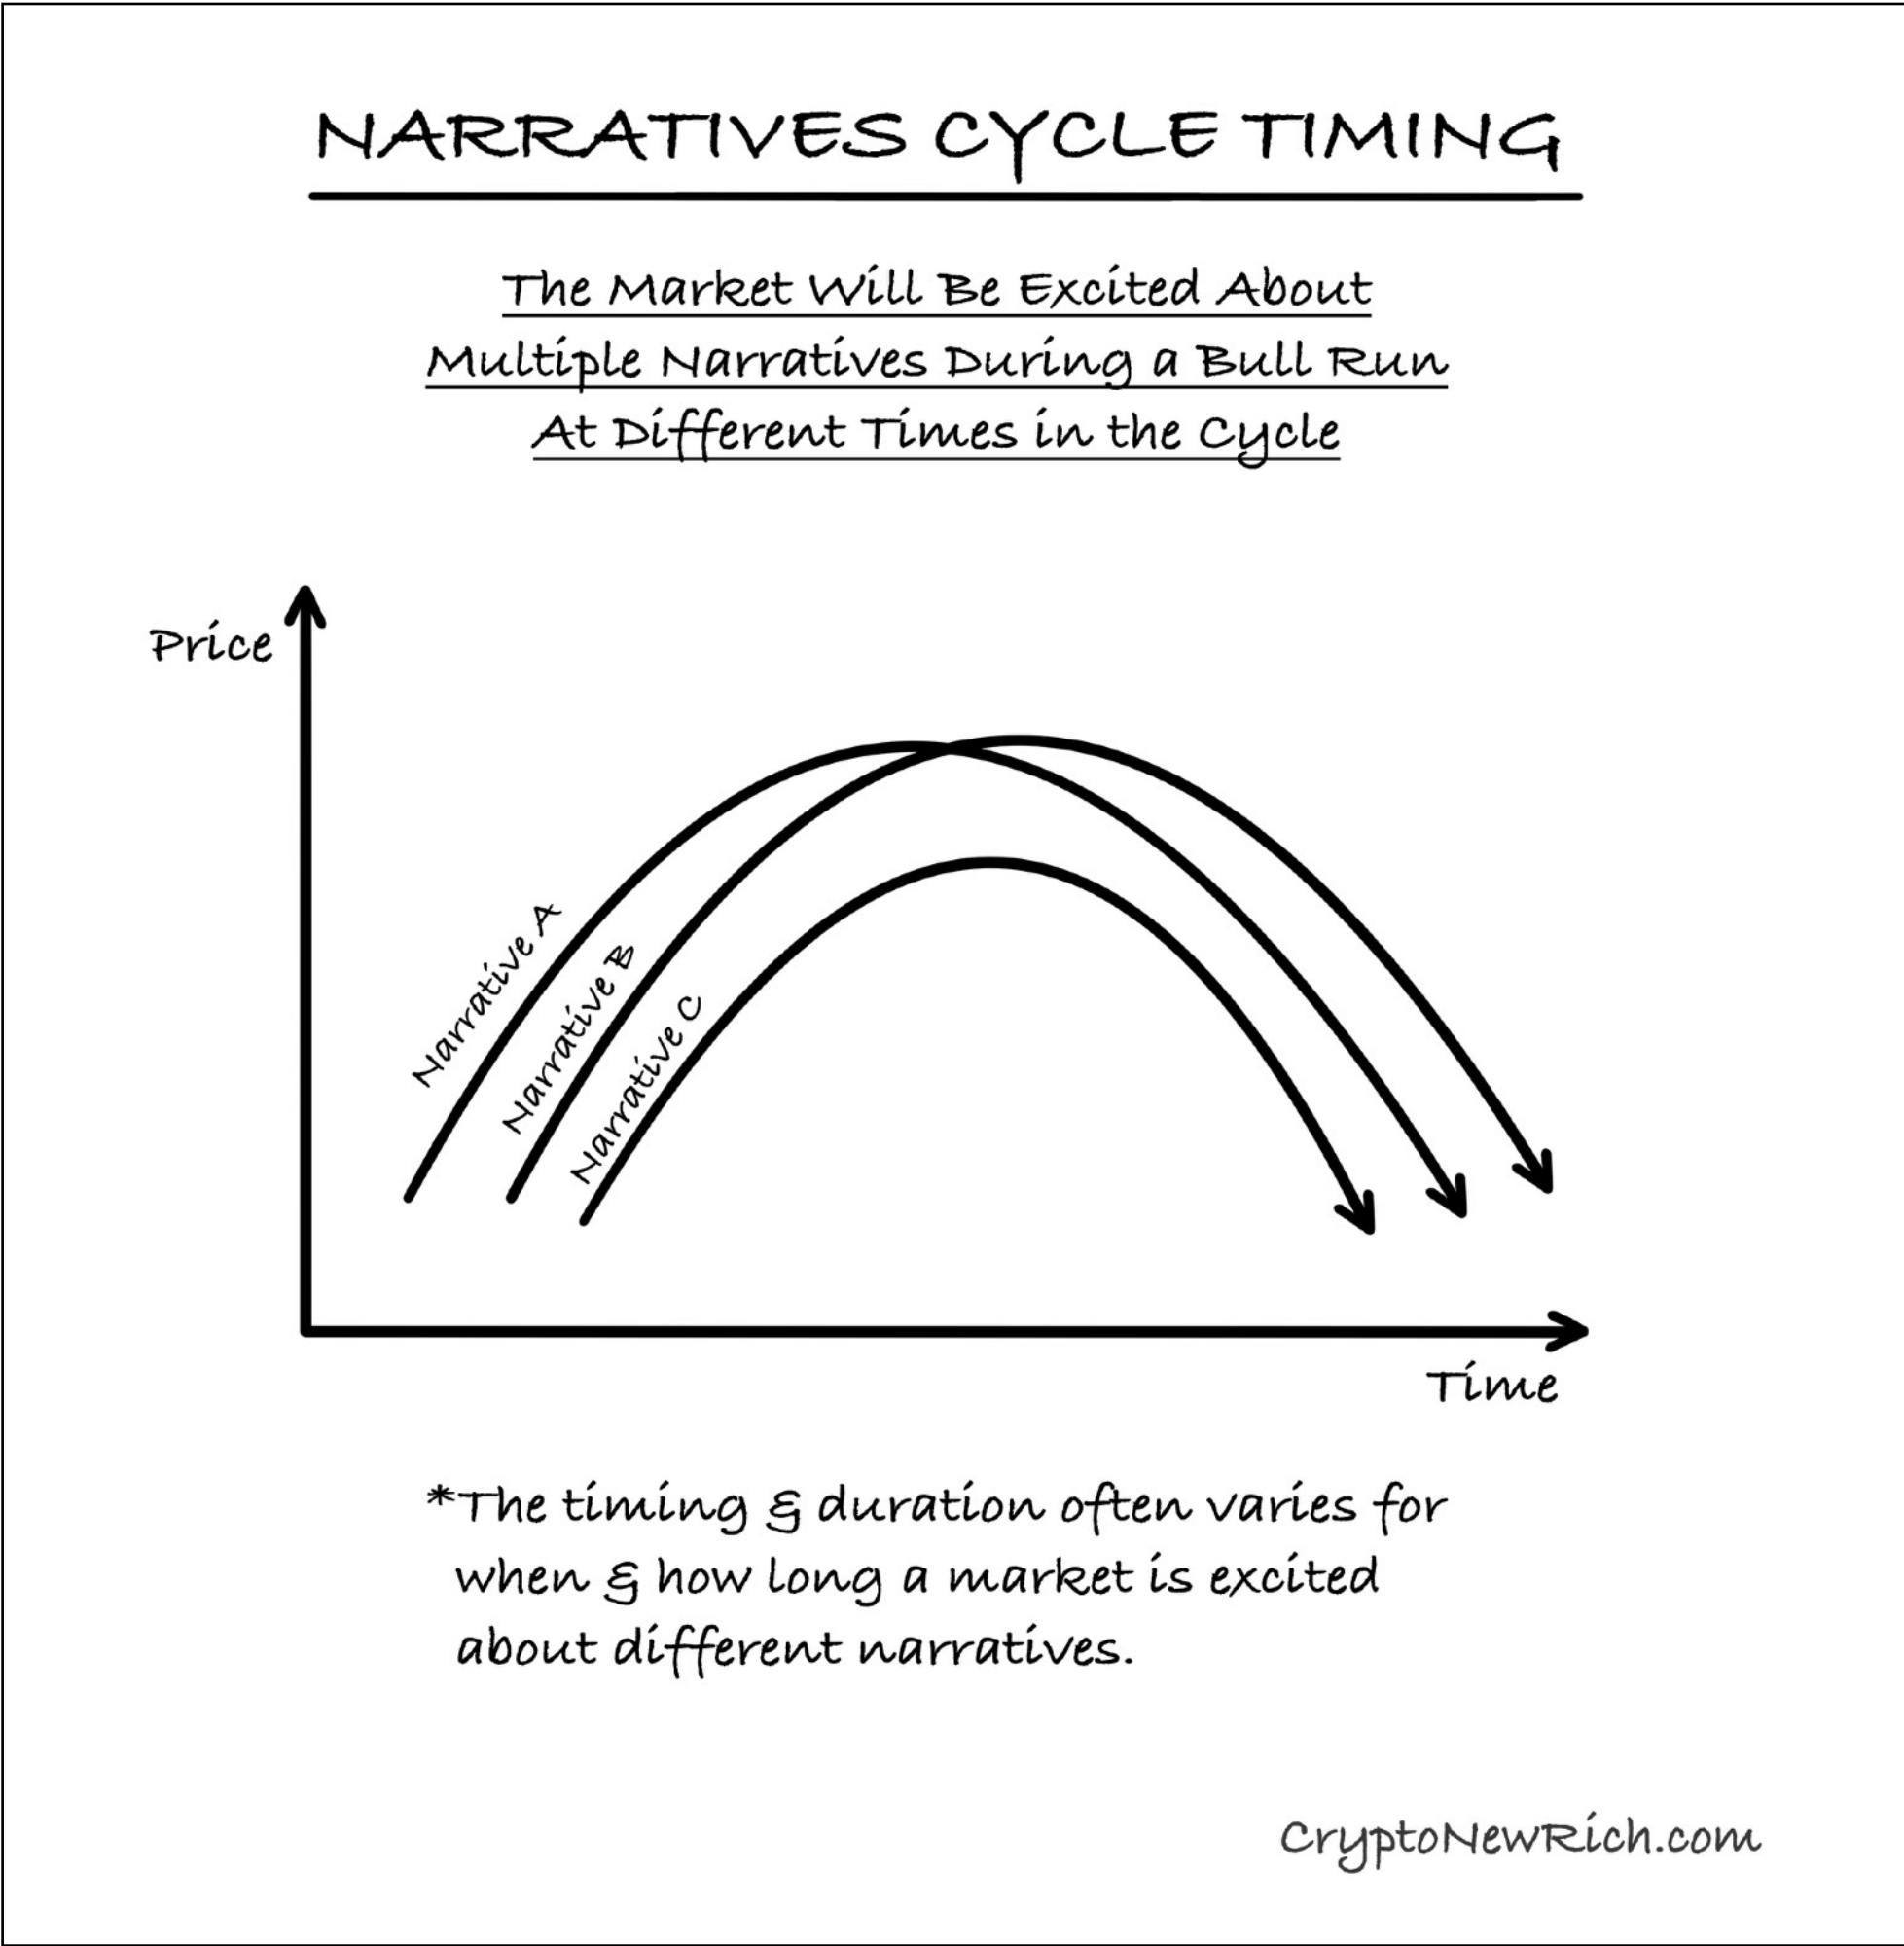 NARRATIVES CYCLE TIMING
The Market Will Be Excited About
Multiple Narratives During a Bull Run
At Different Times in the Cycle
Price
Narrative A
Narrative B
Narrative C
Time
*The timing & duration often varies for
when & how long a market is excited
about different narratives.
CryptoNewRich.com